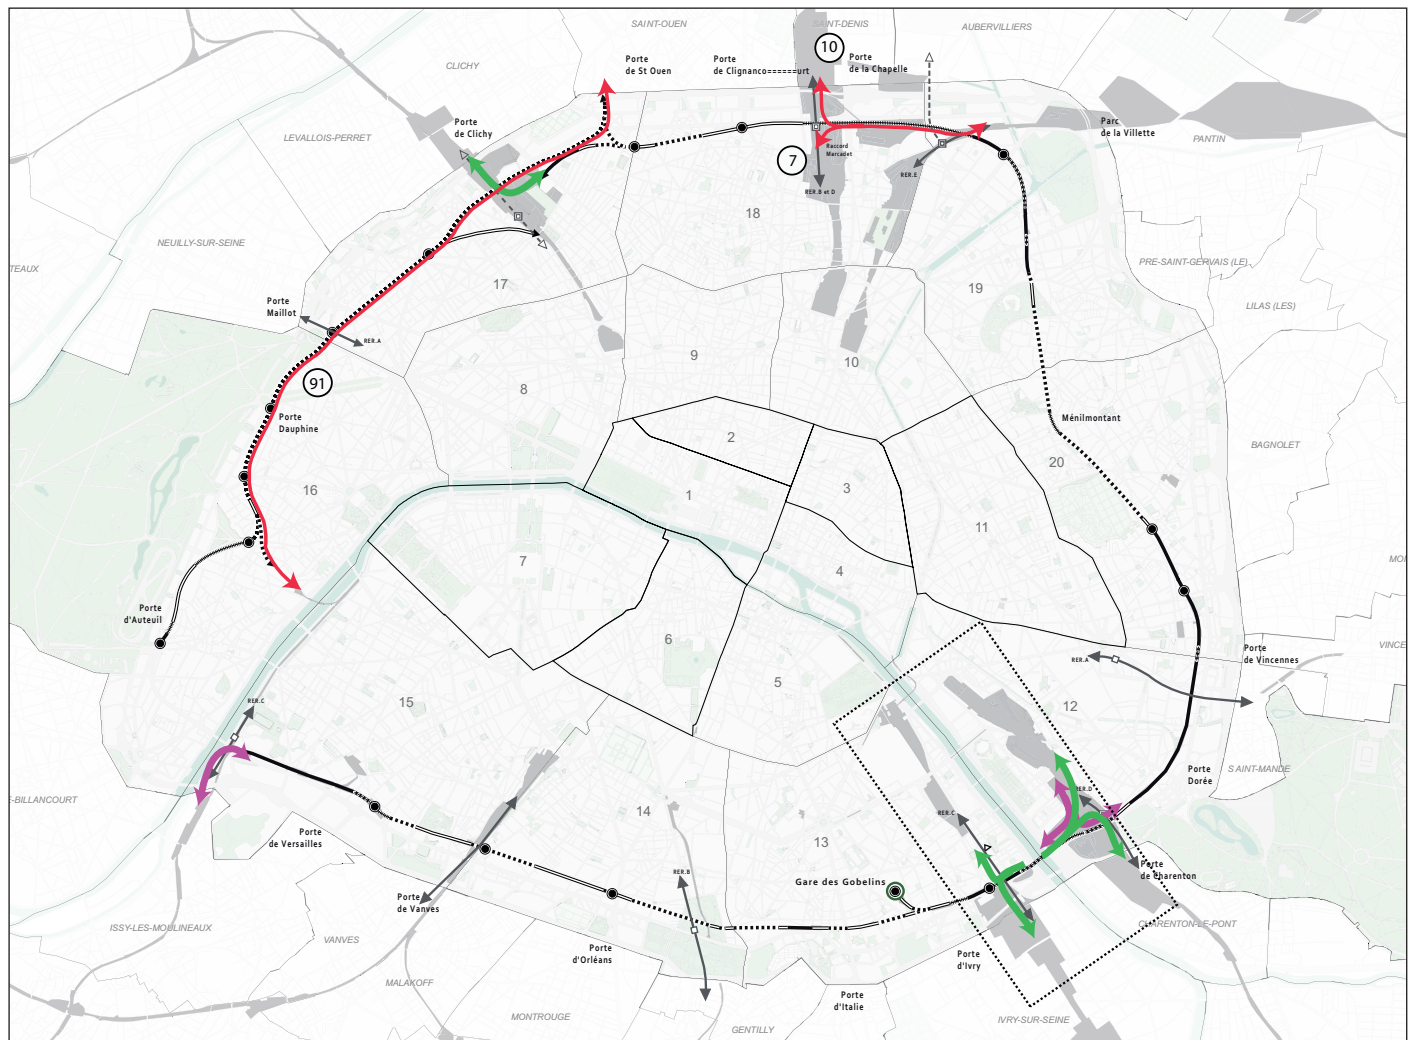 SAINT-OUEN
SAINT-DENIS
AUBERVILLIERS
10
Porte
de St Ouen
Porte
de Clignanco======urt
Porte
de la Chapelle
CLICHY
LEVALLOIS-PERRET
Porte
de Clichy
Parc
de la Villette
PANTIN
7
Raccord
Marcadet
RER.E
RER.B et D
18
NEUILLY-SUR-SEINE
TEAUX
17
PRE-SAINT-GERVAIS (LE)
19
LILAS (LES)
Porte
Maillot
RER.A
9
10
91
8
Porte
Dauphine
Ménilmontant
2
BAGNOLET
20
16
1
3
11
7
4
Porte
d'Auteuil
6
5
RER.A
Porte
de Vincennes
VINCE
MO
15
RER.C
12
Porte
Dorée
SAINT-MANDE
E-BILLANCOURT
RER.D
14
RER.C
Porte
de Versailles
13
RER.B
Porte
de Charenton
Gare des Gobelins
Porte
de Vanves
ISSY-LES-MOULINEAUX
CHARENTON-LE-PONT
VANVES
Porte
d'Orléans
Porte
d'Ivry
MALAKOFF
Porte
d'Italie
MONTROUGE
GENTILLY
IVRY-SUR-SEINE